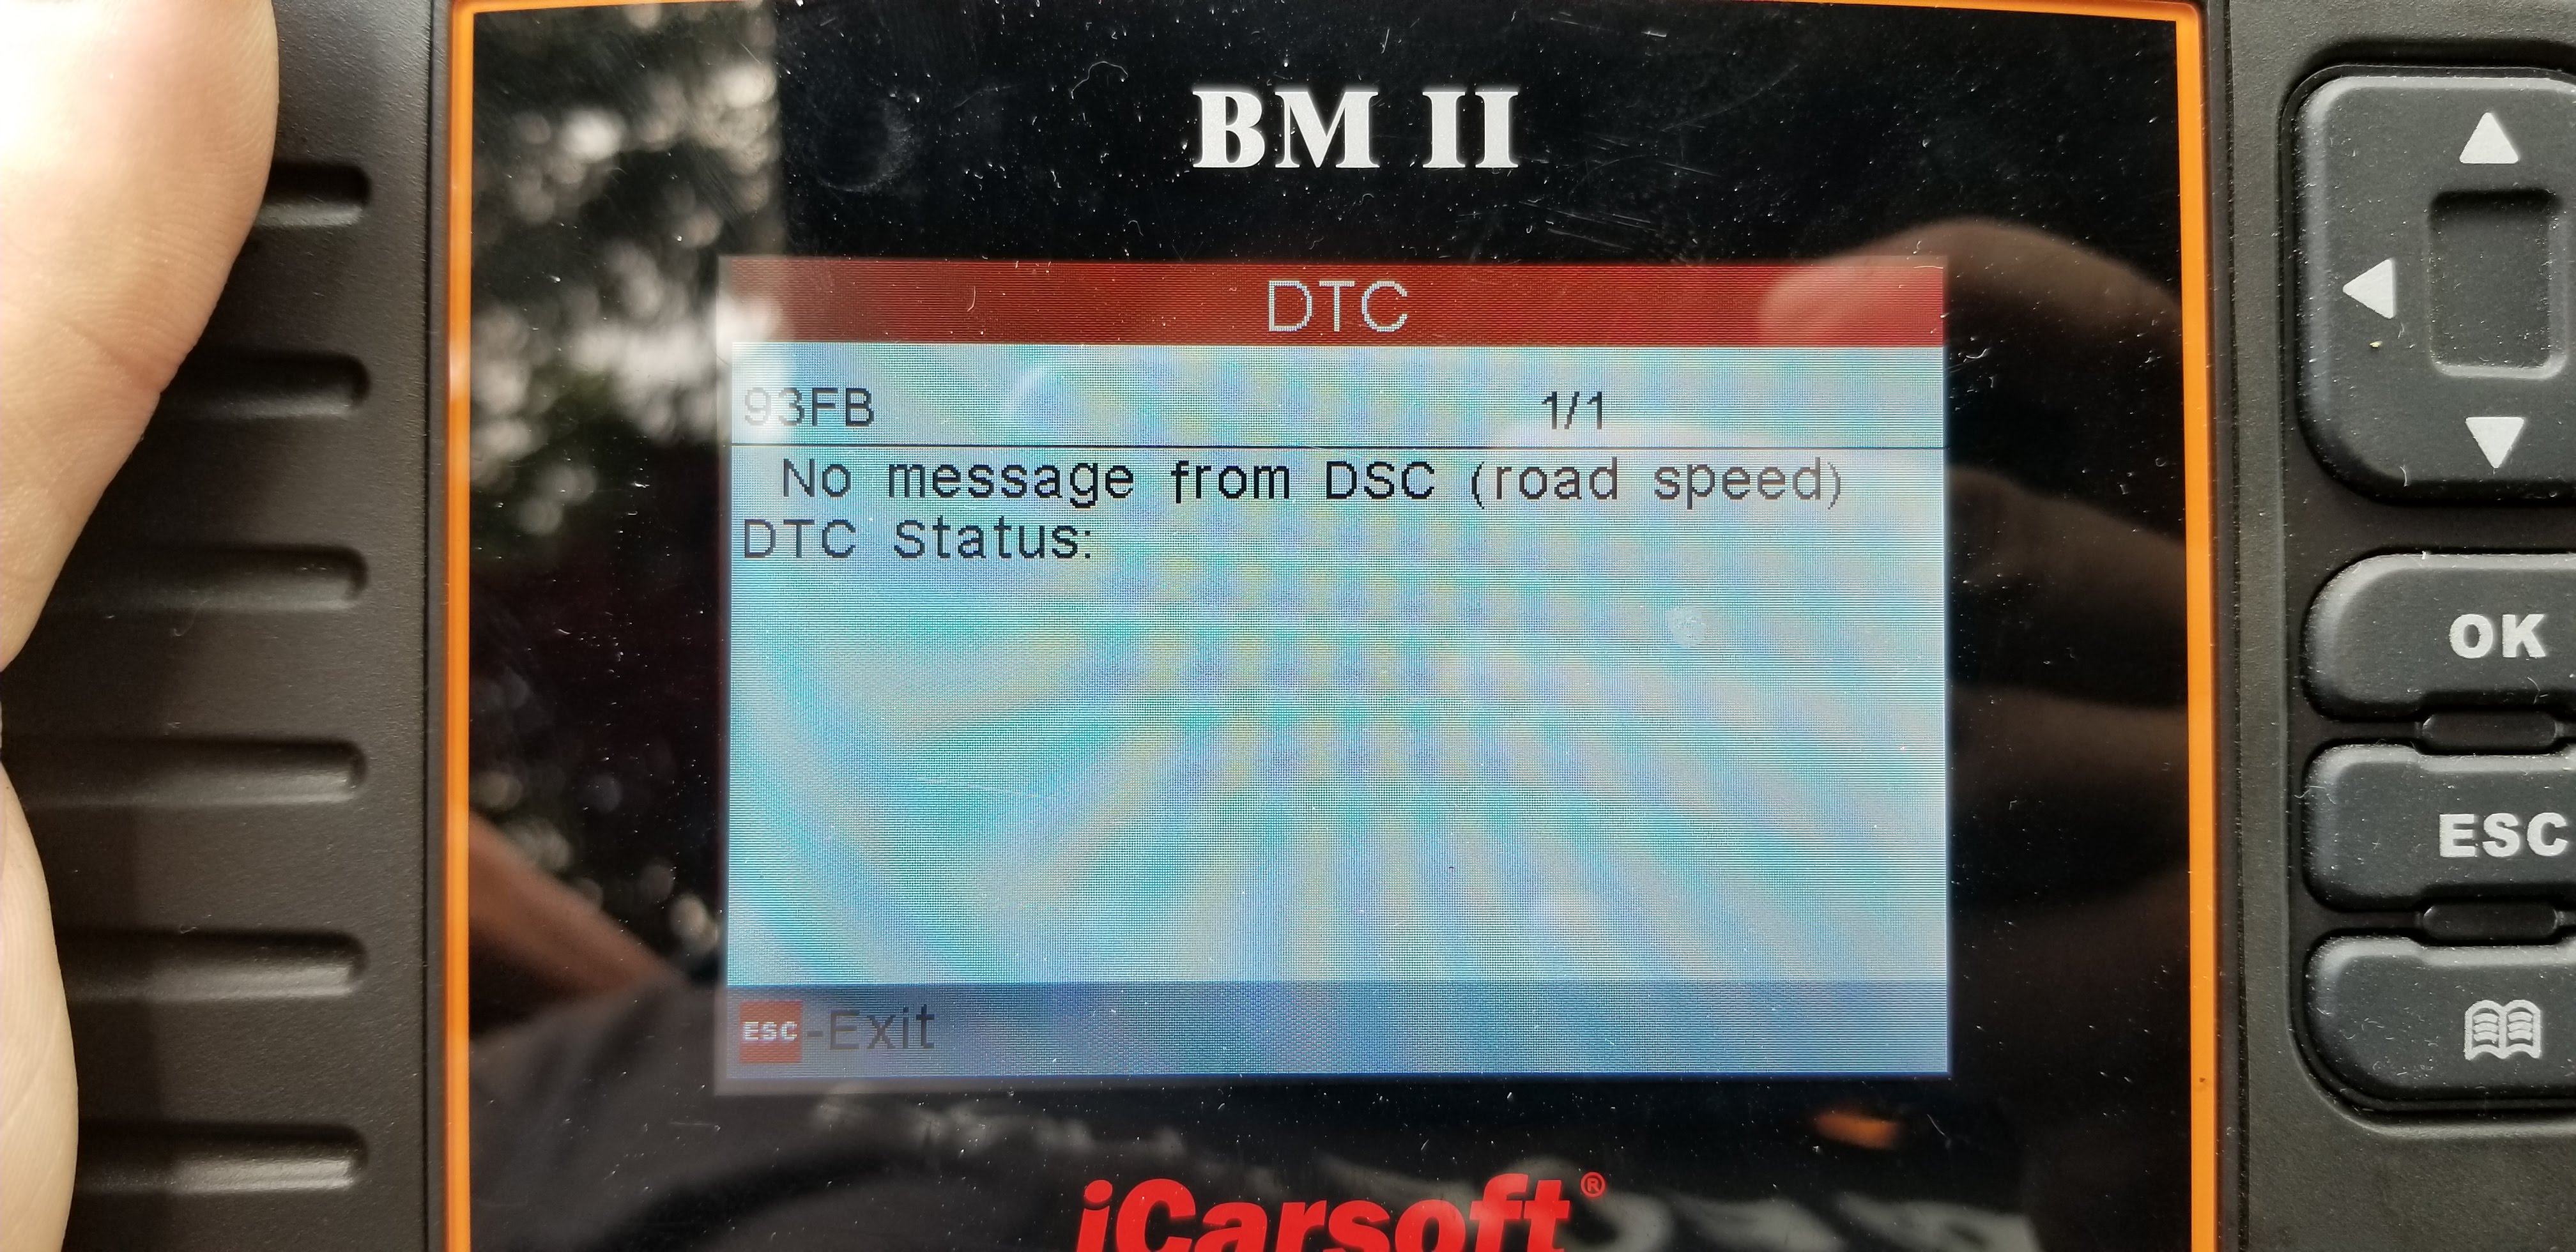 BM II
DTC
93FB 1/1
No message from DSC (road speed)
DTC Status:
ESC -Exit
OK
ESC
iCarsoft®